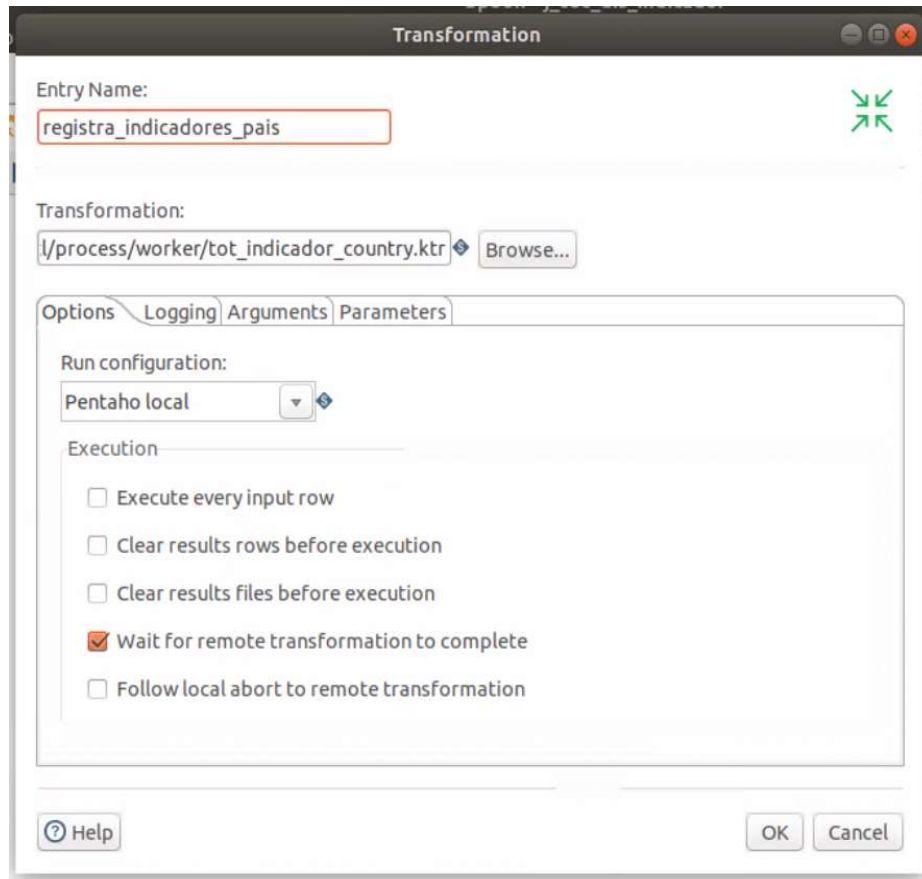 Transformation
Entry Name:
registra_indicadores_pais
Transformation:
l/process/worker/tot_indicador_country.ktr
Browse...
Options Logging Arguments Parameters
Run configuration:
Pentaho local
Execution
Execute every input row
Clear results rows before execution
Clear results files before execution
Wait for remote transformation to complete
Follow local abort to remote transformation
Help OK Cancel